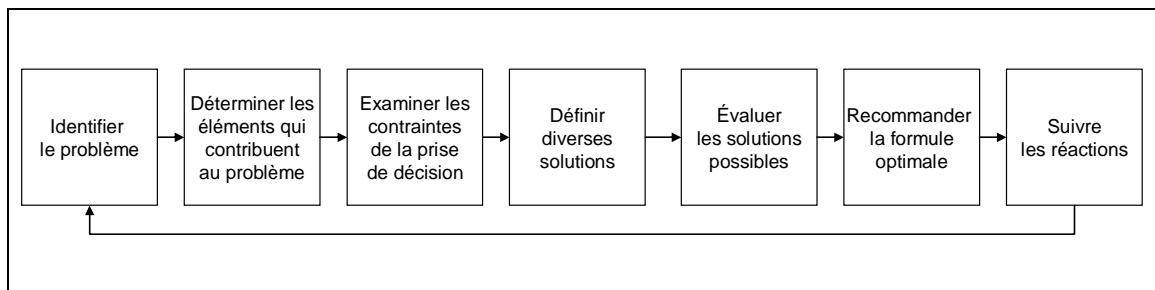 Identifier
le problème
Déterminer les
éléments qui
contribuent
au problème
Examiner les
contraintes
de la prise
de décision
Définir
diverses
solutions
Évaluer
les solutions
possibles
Recommander
la formule
optimale
Suivre
les réactions